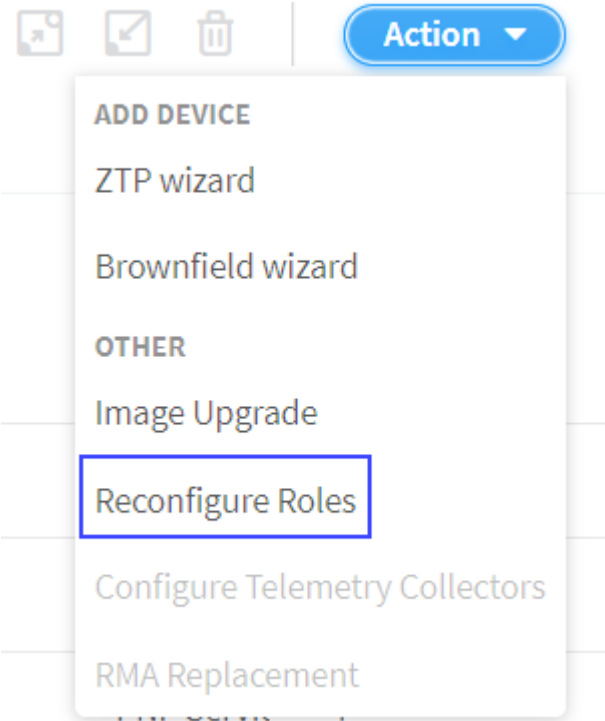 Action
ADD DEVICE
ZTP wizard
Brownfield wizard
OTHER
Image Upgrade
Reconfigure Roles
Configure Telemetry Collectors
RMA Replacement